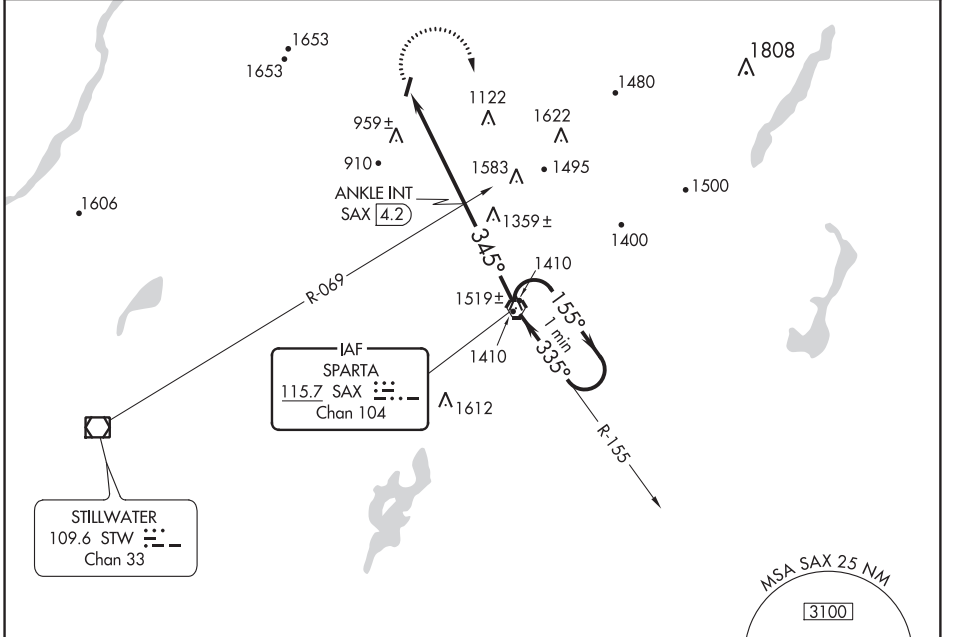 1653
1653
1808
1480
1122
1622
959±
910
1583
1495
1500
ANKLE INT
SAX 4.2
1606
1359±
1400
345°
R-069
1410
1519±
155°
1 min
335°
1410
IAF
SPARTA
115.7 SAX
Chan 104
1612
R-155
STILLWATER
109.6 STW
Chan 33
MSA SAX 25 NM
3100